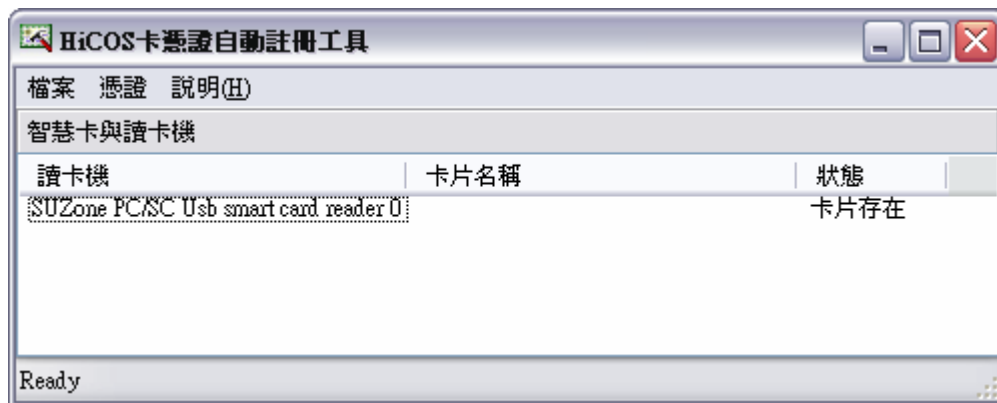 HiCOS卡憑證自動註冊工具
檔案 憑證 說明(H)
智慧卡與讀卡機
讀卡機 卡片名稱 狀態
SUZone PC/SC Usb smart card reader 0 卡片存在
Ready